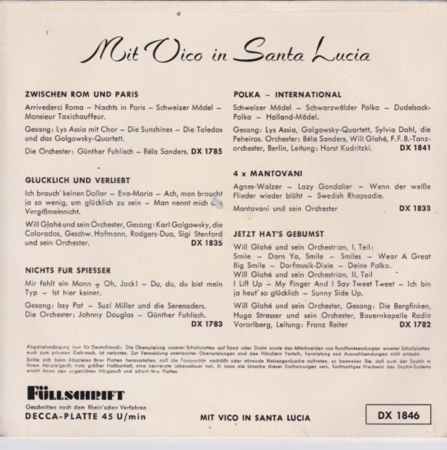 Mit Vico in Santa Lucia
ZWISCHEN ROM UND PARIS
Arrivederci Roma – Nachts in Paris – Schweizer Mädel –
Monsieur Taxichauffeur.
Gesang: Lys Assia mit Chor – Die Sunshines – Die Toledos
und das Golgowsky-Quartett.
Die Orchester: Günther Fuhlisch – Béla Sanders. DX 1785
GLÜCKLICH UND VERLIEBT
Ich brauch' keinen Dollar – Eva-Maria – Ach, man braucht
ja so wenig, um glücklich zu sein – Man nennt mich
Vergißmeinnicht.
Will Glahé und sein Orchester, Gesang: Karl Golgowsky, die
Colorados, Geschw. Hofmann, Rodgers-Duo, Sigi Stenford
und sein Orchester. DX 1835
NICHTS FUR SPIESSER
Mir fehlt ein Mann – Oh, Jack! – Du, du, du bist mein
Typ – Ist hier keiner.
Gesang: Issy Pat – Suzi Miller und die Serenaders.
Die Orchester: Johnny Douglas – Günther Fuhlisch.
DX 1783
POLKA – INTERNATIONAL
Schweizer Mädel – Schwarzwälder Polka – Dudelsack-
Polka – Holland-Mädel.
Gesang: Lys Assia, Golgowsky-Quartett, Sylvia Dahl, die
Peheiros. Orchester: Béla Sanders, Will Glahé, F.F.B.-Tanz-
orchester, Berlin, Leitung: Horst Kudritzki. DX 1841
4 x MANTOVANI
Agnes-Walzer – Lazy Gondolier – Wenn der weiße
Flieder wieder blüht – Swedish Rhapsodie.
Mantovani und sein Orchester DX 1833
JETZT HAT'S GEBUMST
Will Glahé und sein Orchestrion, I. Teil:
Smile – Darn Ya, Smile – Smiles – Wear A Great
Big Smile – Dorfmusik-Dixie – Deine Polka.
Will Glahé und sein Orchestrion, II. Teil
I Lift Up – My Finger And I Say Tweet Tweet – Ich bin
ja heut' so glücklich – Sunny Side Up.
Will Glahé und sein Orchester, Gesang: Die Bergfinken,
Hugo Strasser und sein Orchester, Bauernkapelle Radio
Vorarlberg, Leitung: Franz Reiter DX 1782
FÜLLSCHRIFT
Geschnitten nach dem Rhein'schen Verfahren
DECCA-PLATTE 45 U/min
MIT VICO IN SANTA LUCIA
DX 1846